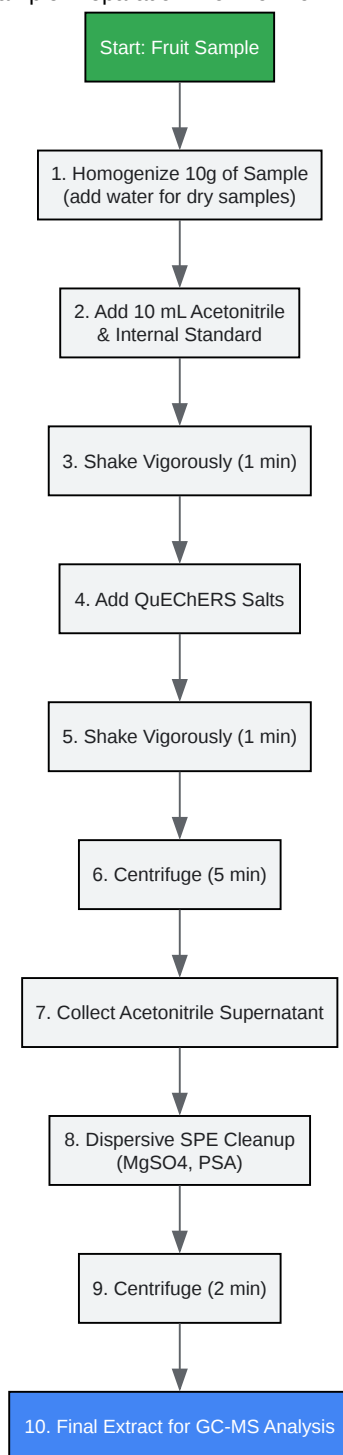 Start: Fruit Sample
1. Homogenize 10g of Sample
(add water for dry samples)
2. Add 10 mL Acetonitrile
& Internal Standard
3. Shake Vigorously (1 min)
4. Add QuEChERS Salts
5. Shake Vigorously (1 min)
6. Centrifuge (5 min)
7. Collect Acetonitrile Supernatant
8. Dispersive SPE Cleanup
(MgSO4, PSA)
9. Centrifuge (2 min)
10. Final Extract for GC-MS Analysis